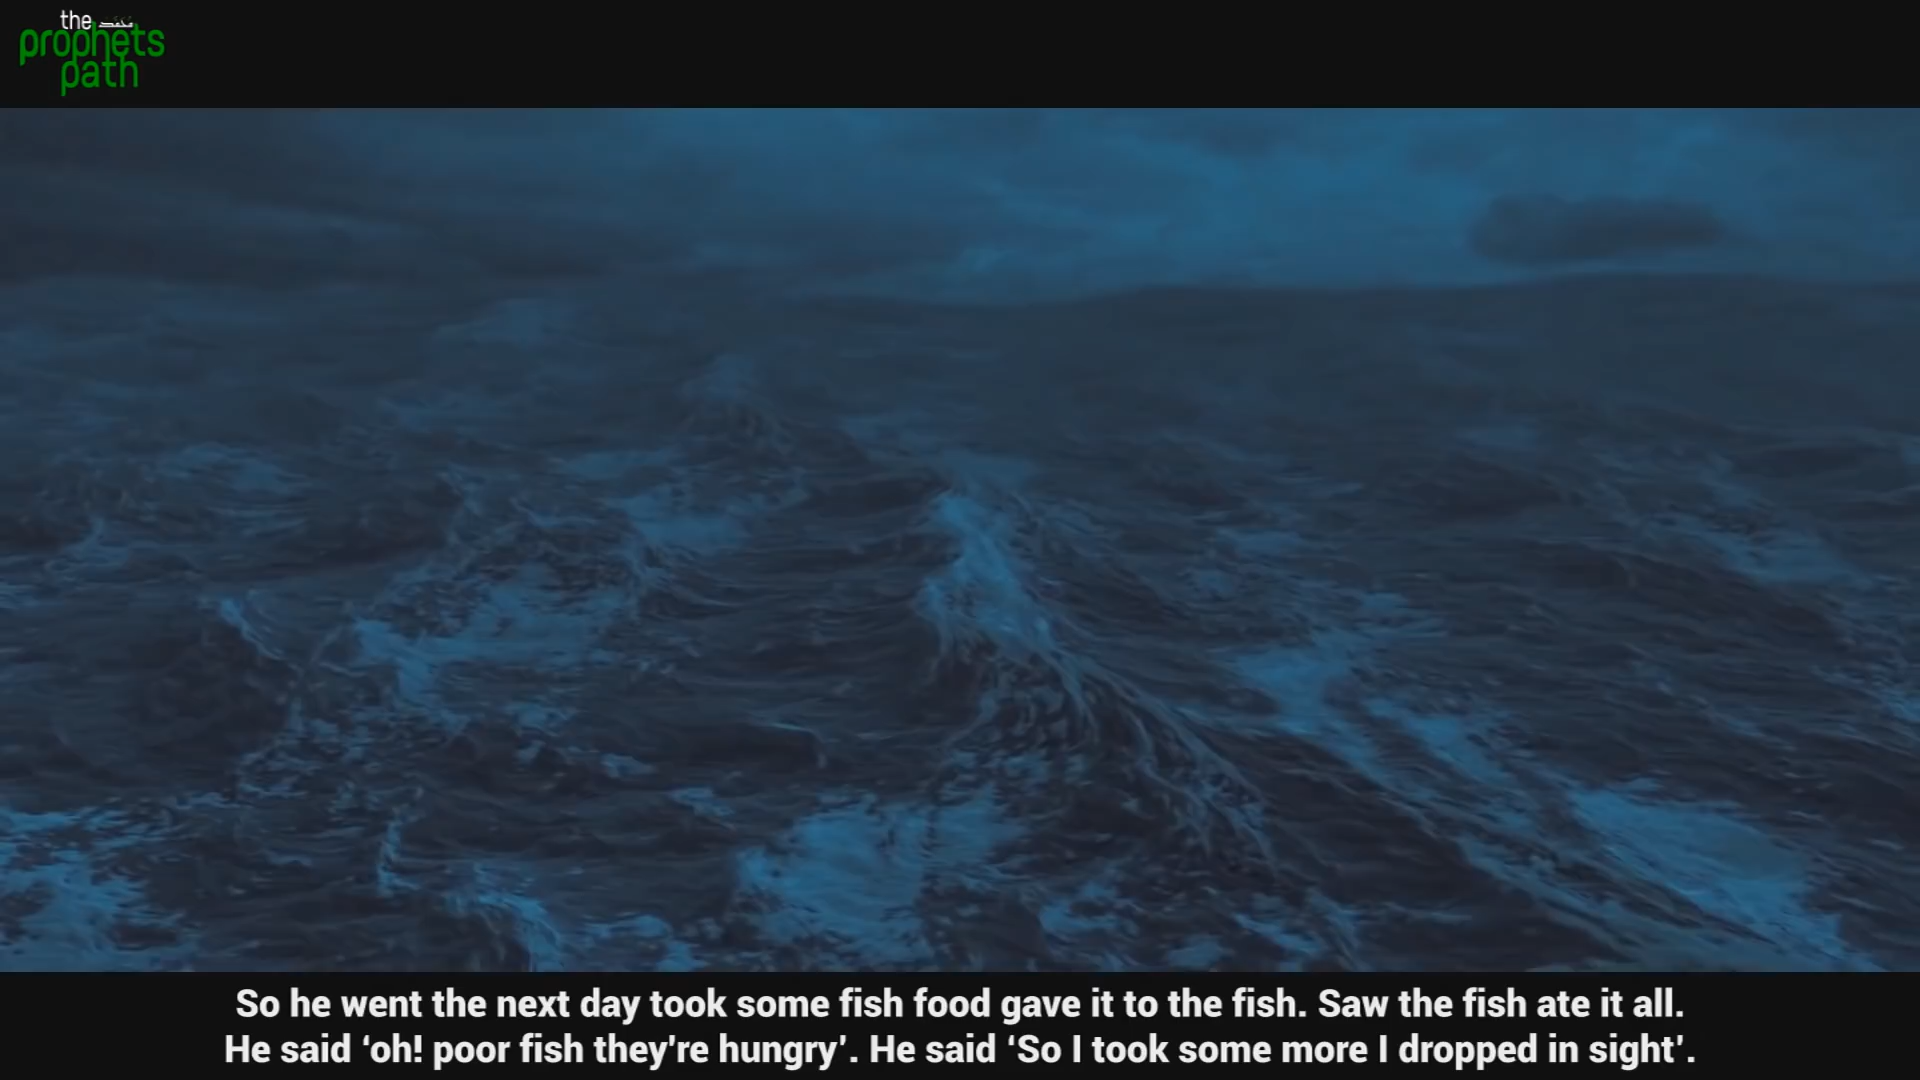 the
prophets
path
So he went the next day took some fish food gave it to the fish. Saw the fish ate it all.
He said ‘oh! poor fish they're hungry’. He said ‘So I took some more I dropped in sight’.